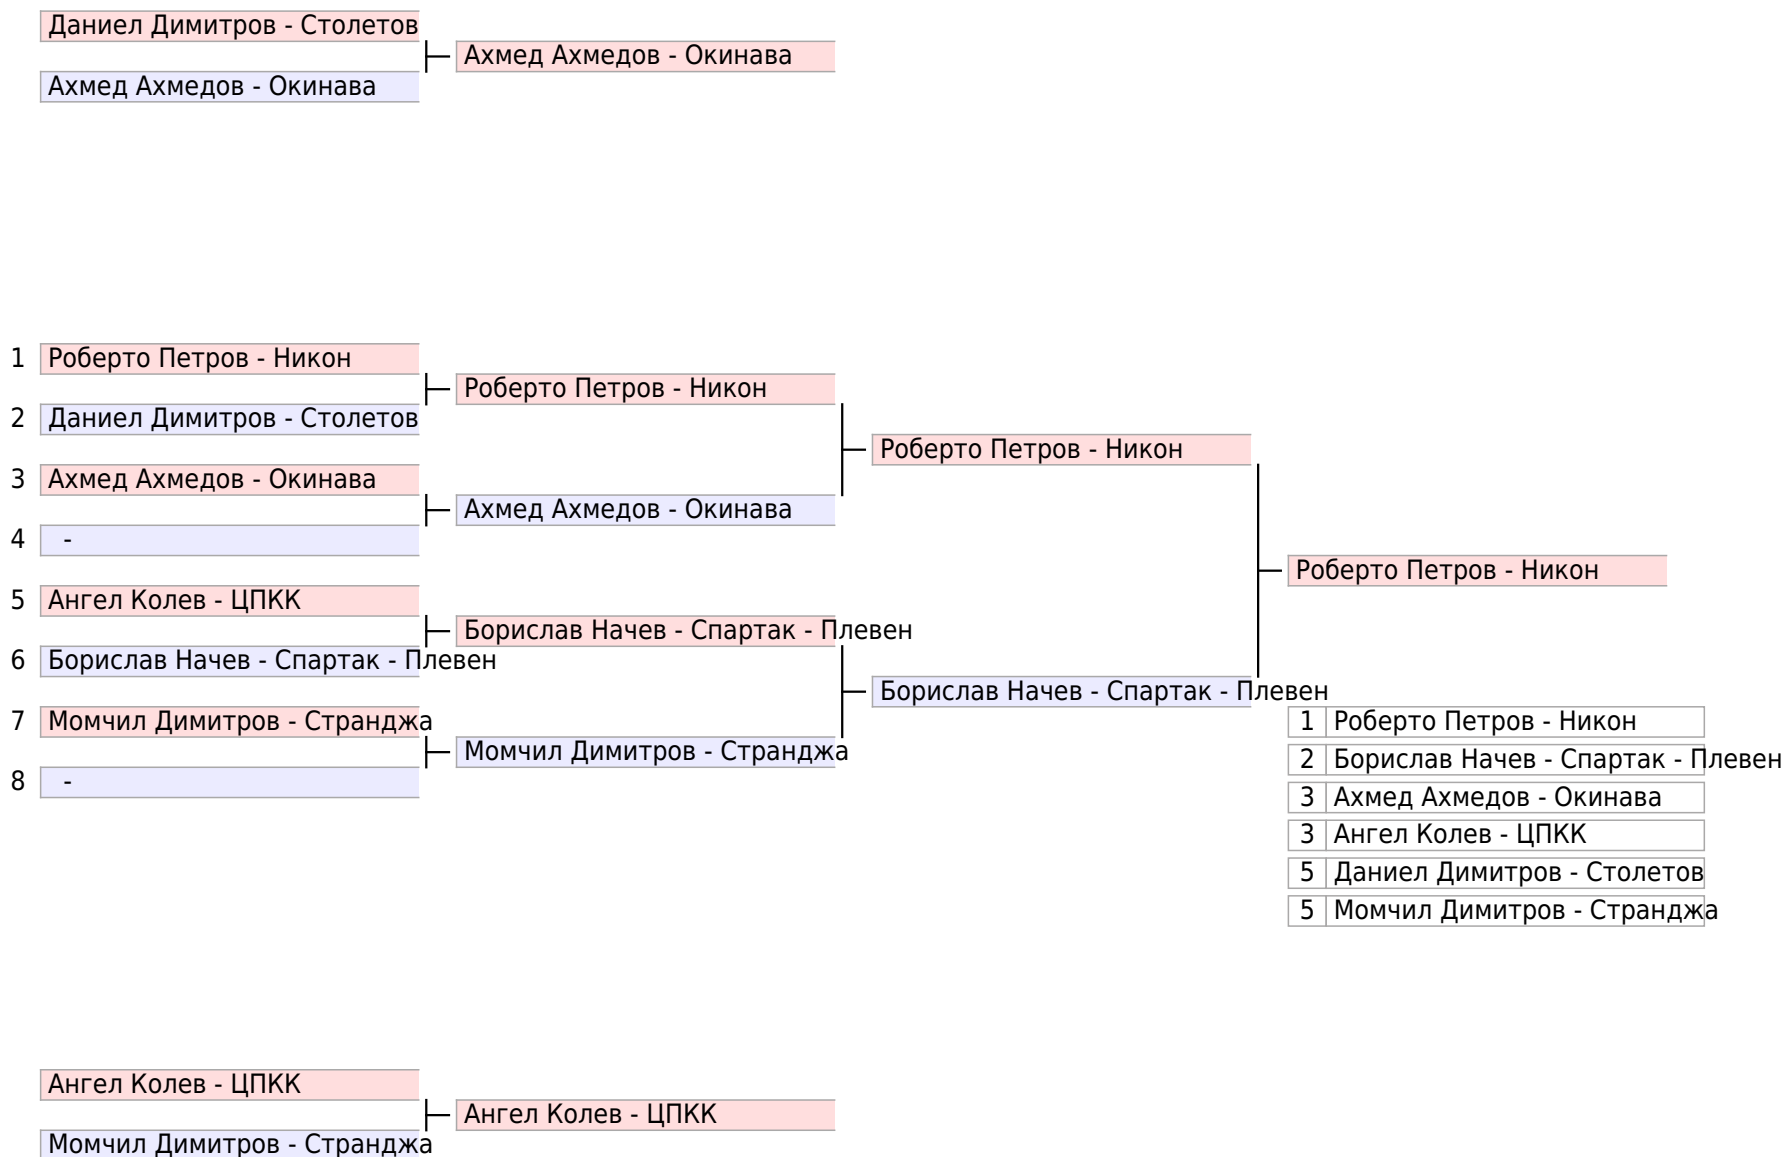 Даниел Димитров - Столетов
Ахмед Ахмедов - Окинава
Ахмед Ахмедов - Окинава
1 Роберто Петров - Никон
Роберто Петров - Никон
2 Даниел Димитров - Столетов
Роберто Петров - Никон
3 Ахмед Ахмедов - Окинава
Ахмед Ахмедов - Окинава
4 -
Роберто Петров - Никон
5 Ангел Колев - ЦПКК
Борислав Начев - Спартак - Плевен
6 Борислав Начев - Спартак - Плевен
Борислав Начев - Спартак - Плевен
7 Момчил Димитров - Странджа
Момчил Димитров - Странджа
8 -
1 Роберто Петров - Никон
2 Борислав Начев - Спартак - Плевен
3 Ахмед Ахмедов - Окинава
3 Ангел Колев - ЦПКК
5 Даниел Димитров - Столетов
5 Момчил Димитров - Странджа
Ангел Колев - ЦПКК
Ангел Колев - ЦПКК
Момчил Димитров - Странджа